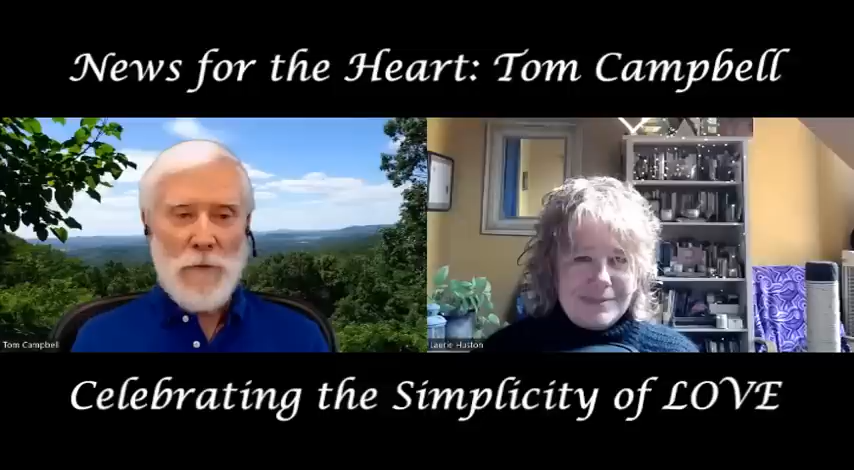 News for the Heart: Tom Campbell
Tom Campbell
Laurie Huston
Celebrating the Simplicity of LOVE